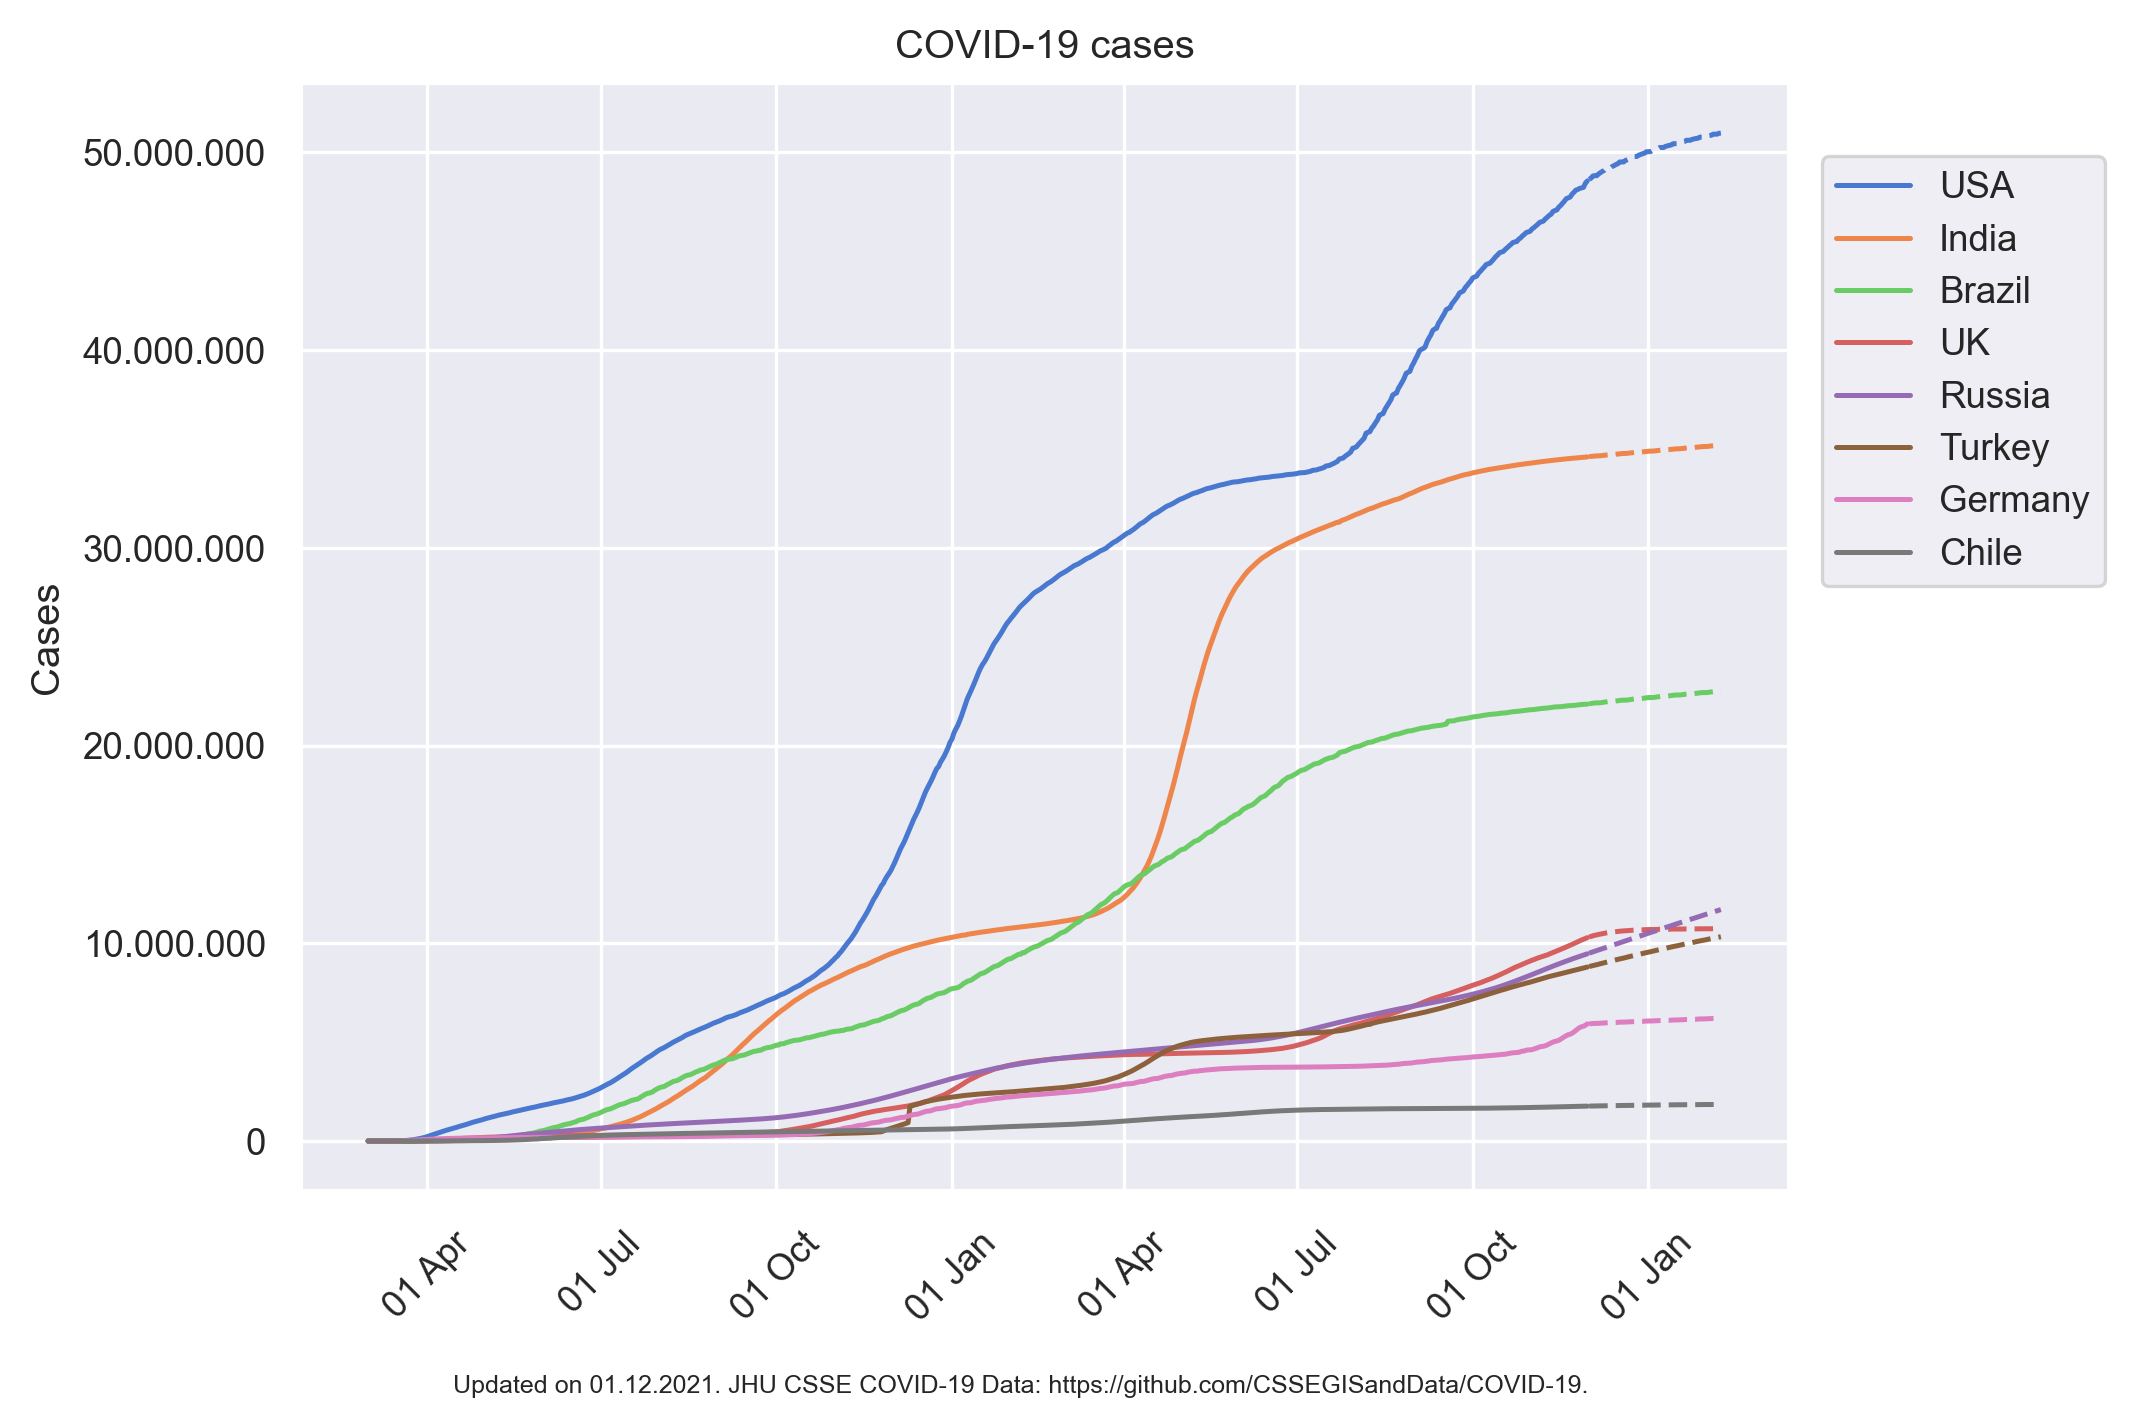 COVID-19 cases
50.000.000
40.000.000
30.000.000
20.000.000
10.000.000
0
Cases
01 Apr
01 Jul
01 Oct
01 Jan
01 Apr
01 Jul
01 Oct
01 Jan
USA
India
Brazil
UK
Russia
Turkey
Germany
Chile
Updated on 01.12.2021. JHU CSSE COVID-19 Data: https://github.com/CSSEGISandData/COVID-19.